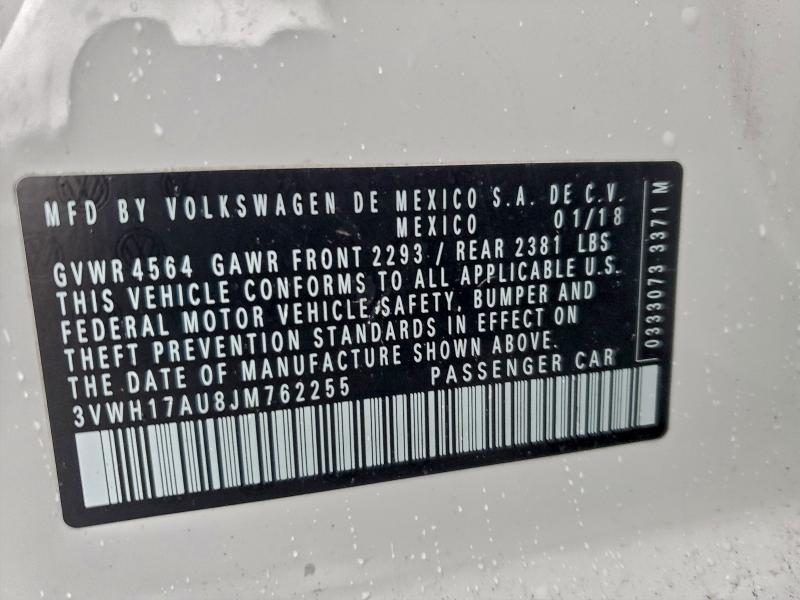 MFD BY VOLKSWAGEN DE MEXICO S.A. DE C.V.
MEXICO 01/18
GVWR 4564 GAWR FRONT 2293 / REAR 2381 LBS
THIS VEHICLE CONFORMS TO ALL APPLICABLE U.S.
FEDERAL MOTOR VEHICLE SAFETY, BUMPER AND
THEFT PREVENTION STANDARDS IN EFFECT ON
THE DATE OF MANUFACTURE SHOWN ABOVE.
3VWH17AU8JM762255 PASSENGER CAR
0333073 3371 M